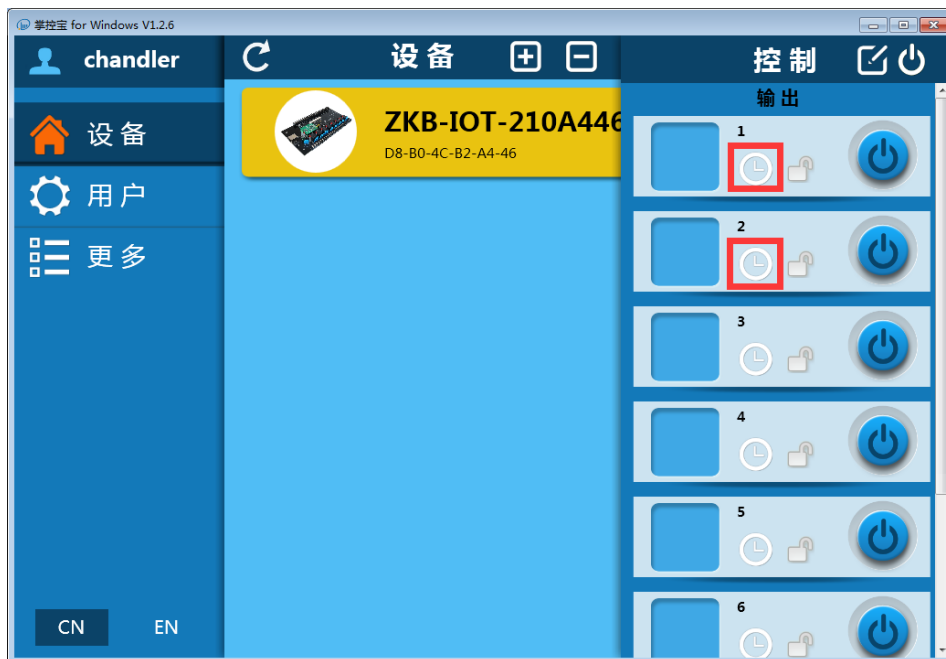 掌控宝 for Windows V1.2.6
chandler
设备
用户
更多
CN EN
设备
ZKB-IOT-210A446
D8-B0-4C-B2-A4-46
控制
输出
1
2
3
4
5
6